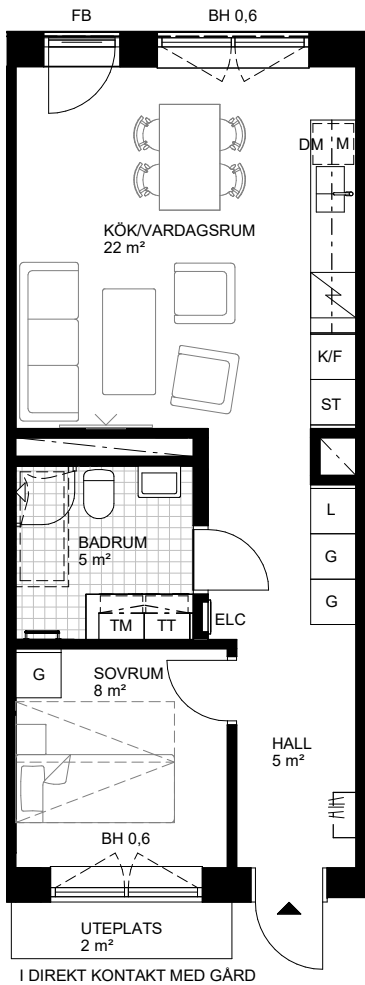 FB
BH 0,6
DM M
KÖK/VARDAGSRUM
22 m²
K/F
ST
L
BADRUM
5 m²
G
G
TM
TT
ELC
G
SOVRUM
8 m²
HALL
5 m²
BH 0,6
UTEPLATS
2 m²
I DIREKT KONTAKT MED GÅRD